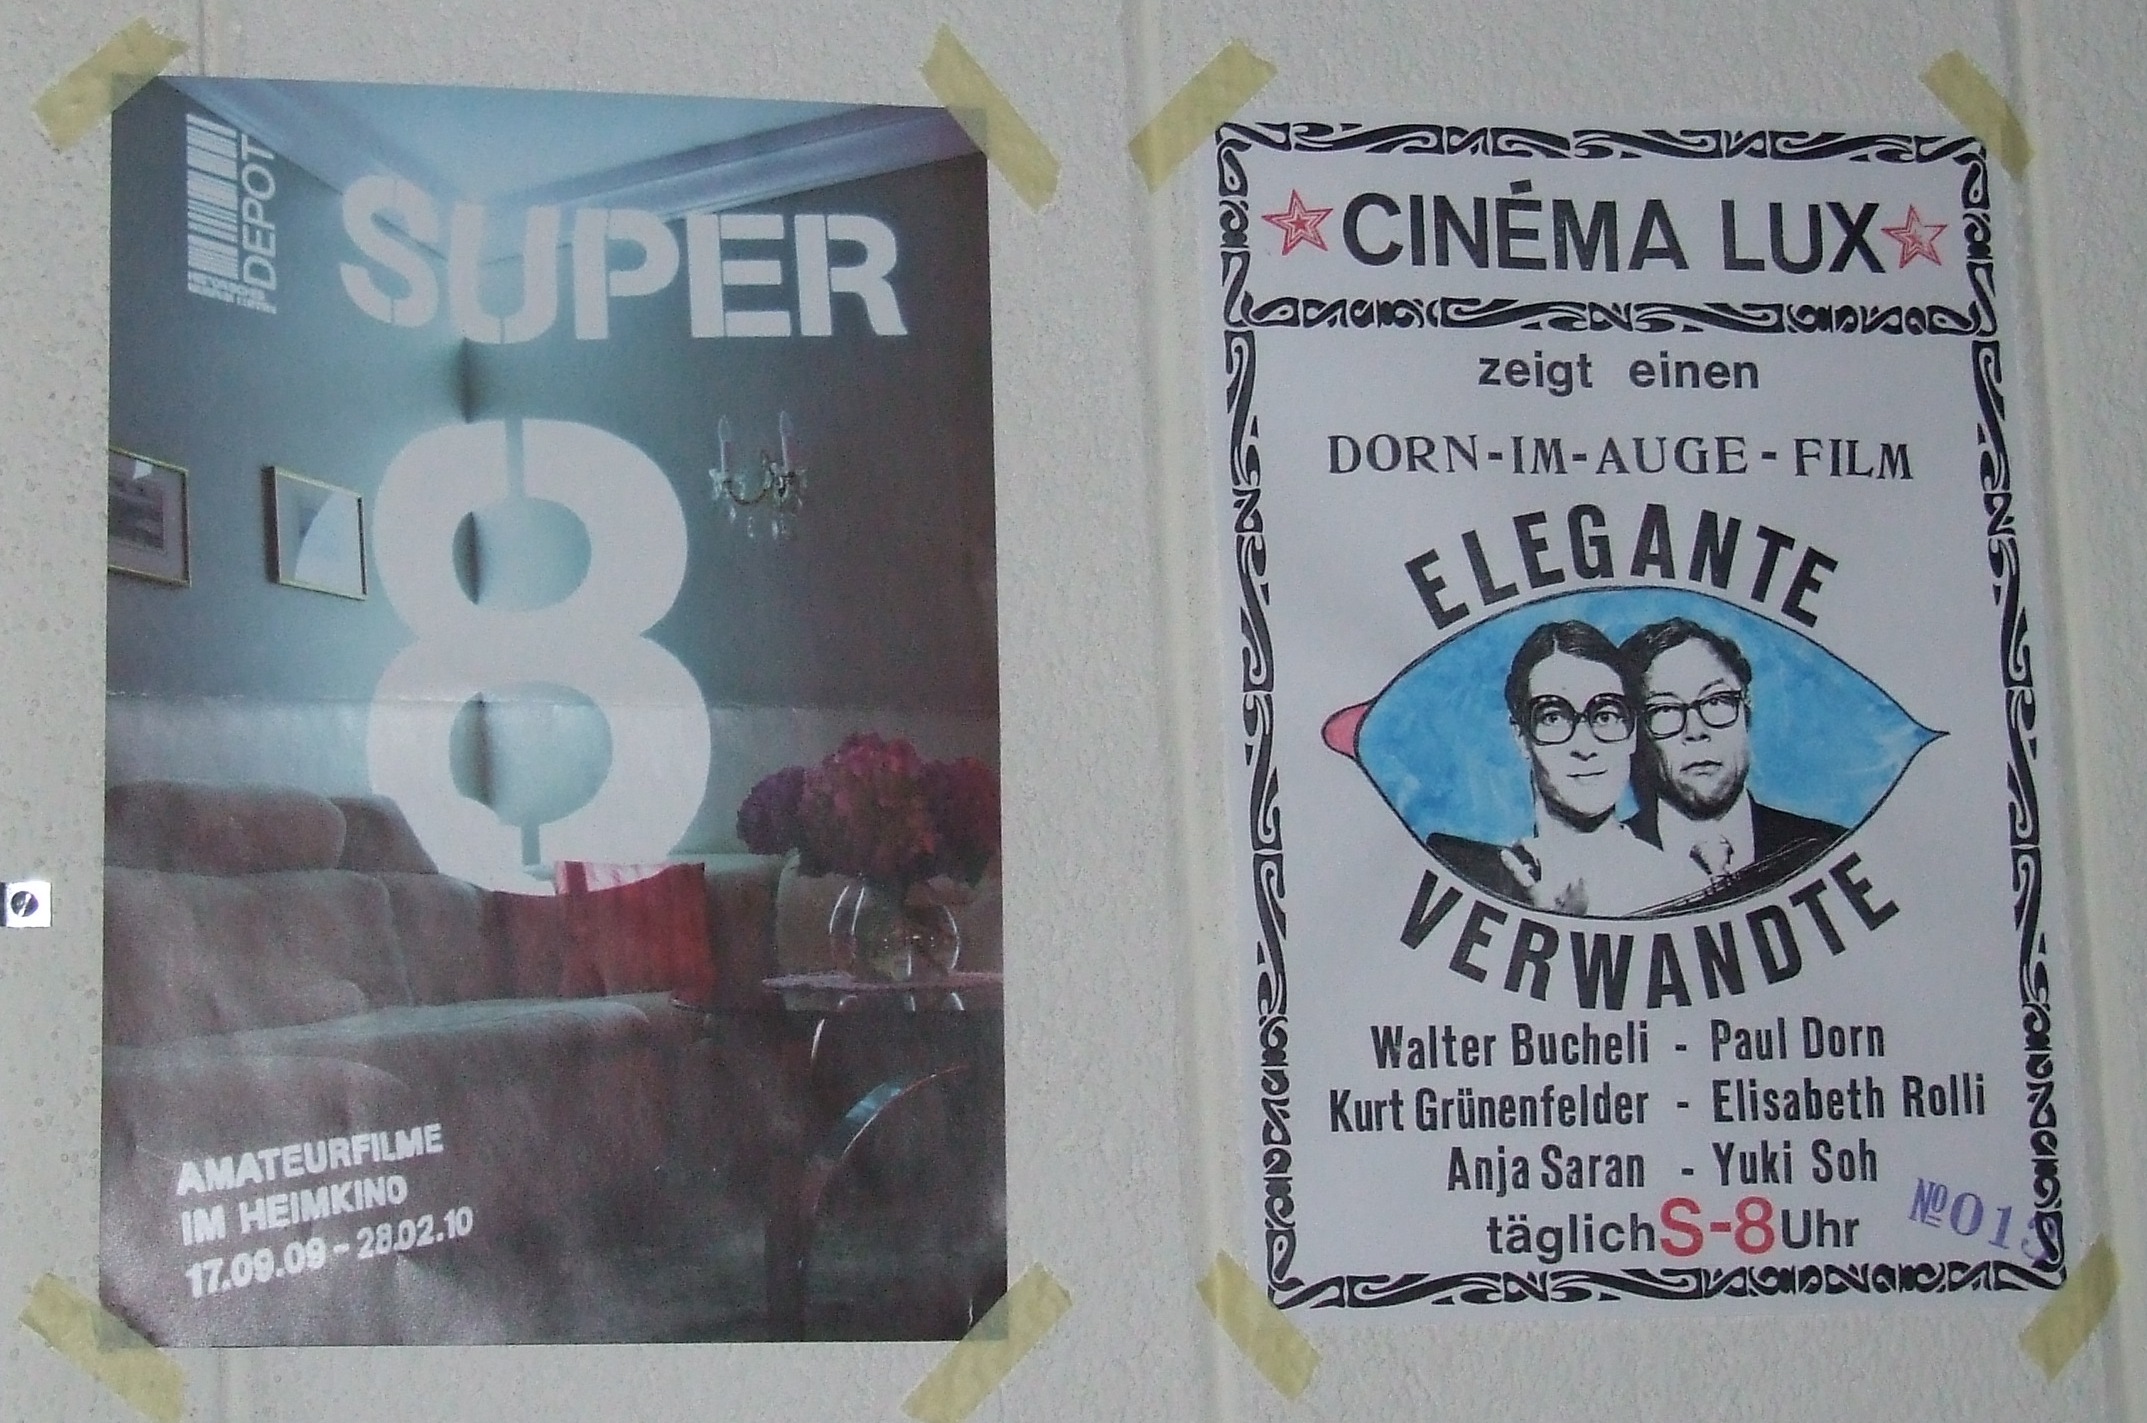 DEPOT
SUPER
8
AMATEURFILME
IM HEIMKINO
17.09.09 - 28.02.10
CINÉMA LUX
zeigt einen
DORN-IM-AUGE-FILM
ELEGANTE
VERWANDTE
Walter Bucheli - Paul Dorn
Kurt Grünenfelder - Elisabeth Rolli
Anja Saran - Yuki Soh
täglich S-8 Uhr